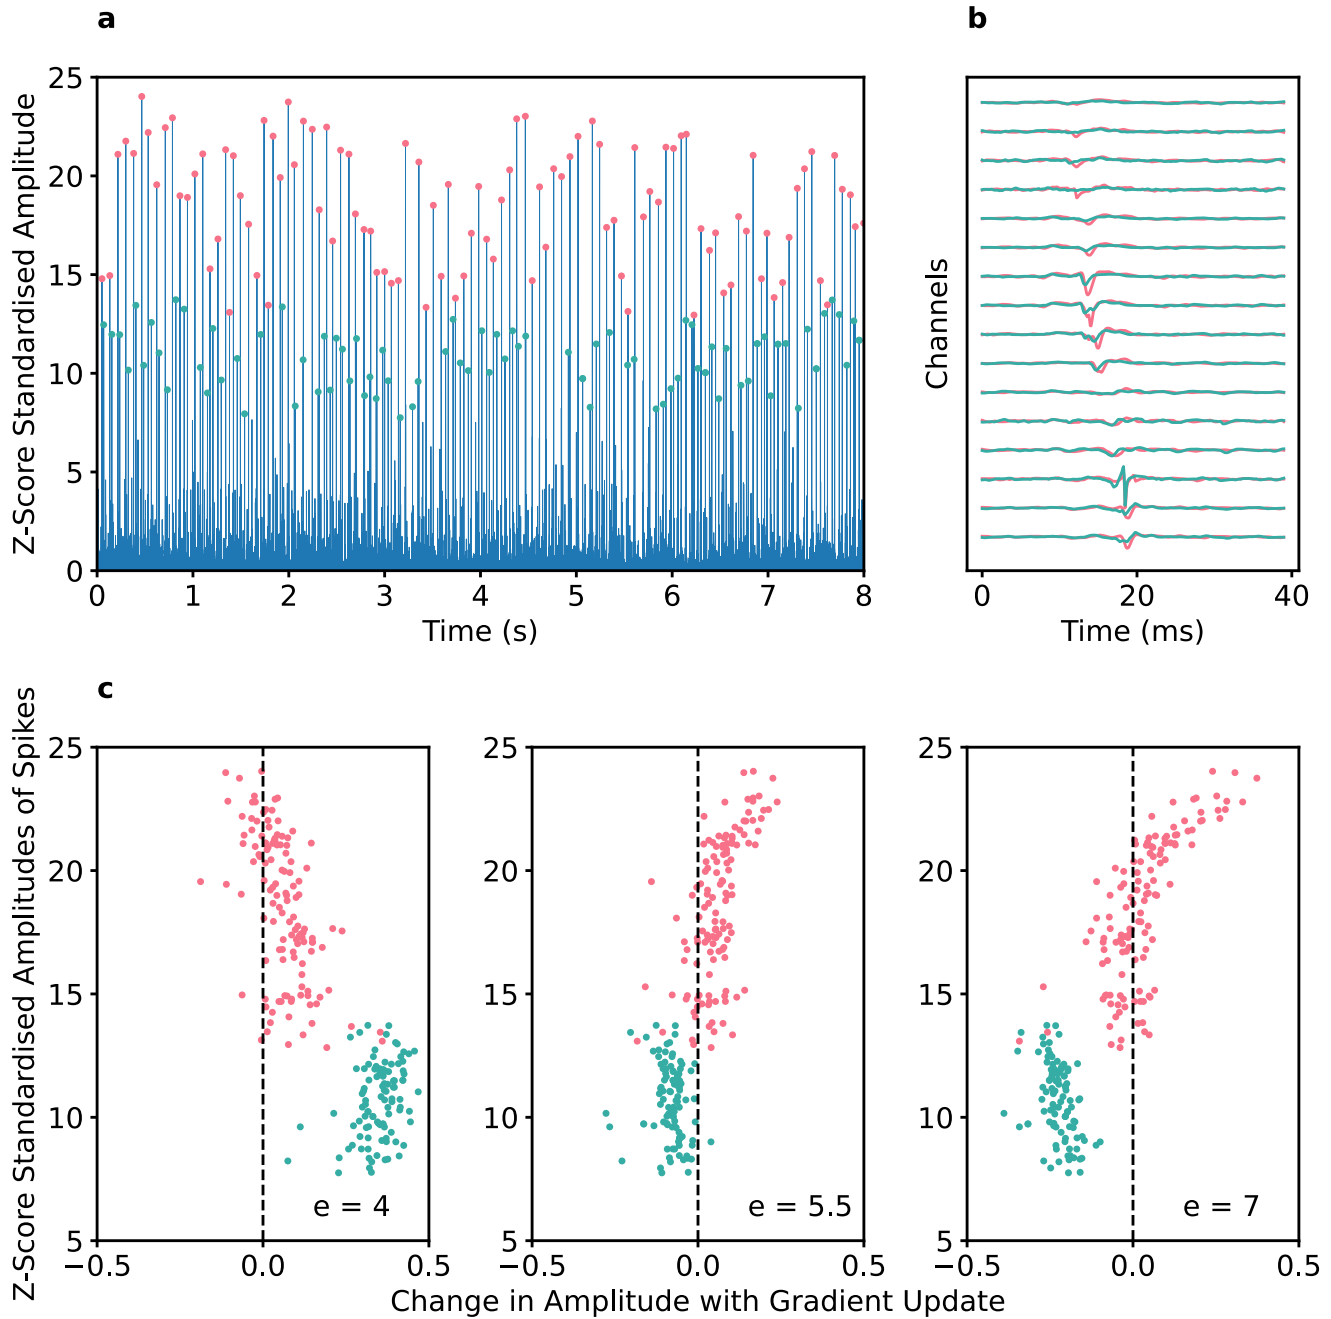 a
b
Z-Score Standardised Amplitude
25
20
15
10
5
0
0 1 2 3 4 5 6 7 8
Time (s)
Channels
0 20 40
Time (ms)
c
Z-Score Standardised Amplitudes of Spikes
25
20
15
10
5
−0.5 0.0 0.5
e = 4
25
20
15
10
5
−0.5 0.0 0.5
e = 5.5
25
20
15
10
5
−0.5 0.0 0.5
e = 7
Change in Amplitude with Gradient Update